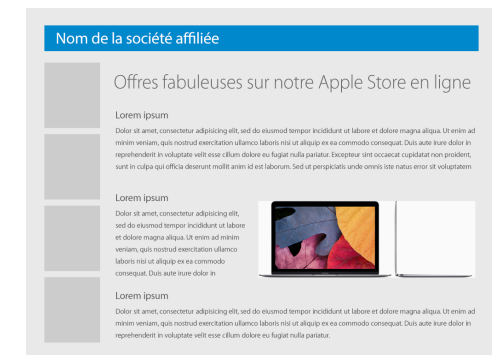 Nom de la société affiliée
Offres fabuleuses sur notre Apple Store en ligne
Lorem ipsum
Dolor sit amet, consectetur adipisicing elit, sed do eiusmod tempor incididunt ut labore et dolore magna aliqua. Ut enim ad
minim veniam, quis nostrud exercitation ullamco laboris nisi ut aliquip ex ea commodo consequat. Duis aute irure dolor in
reprehenderit in voluptate velit esse cillum dolore eu fugiat nulla pariatur. Excepteur sint occaecat cupidatat non proident,
sunt in culpa qui officia deserunt mollit anim id est laborum. Sed ut perspiciatis unde omnis iste natus error sit voluptatem
Lorem ipsum
Dolor sit amet, consectetur adipisicing elit,
sed do eiusmod tempor incididunt ut labore
et dolore magna aliqua. Ut enim ad minim
veniam, quis nostrud exercitation ullamco
laboris nisi ut aliquip ex ea commodo
consequat. Duis aute irure dolor in
Lorem ipsum
Dolor sit amet, consectetur adipisicing elit, sed do eiusmod tempor incididunt ut labore et dolore magna aliqua. Ut enim ad
minim veniam, quis nostrud exercitation ullamco laboris nisi ut aliquip ex ea commodo consequat. Duis aute irure dolor in
reprehenderit in voluptate velit esse cillum dolore eu fugiat nulla pariatur.